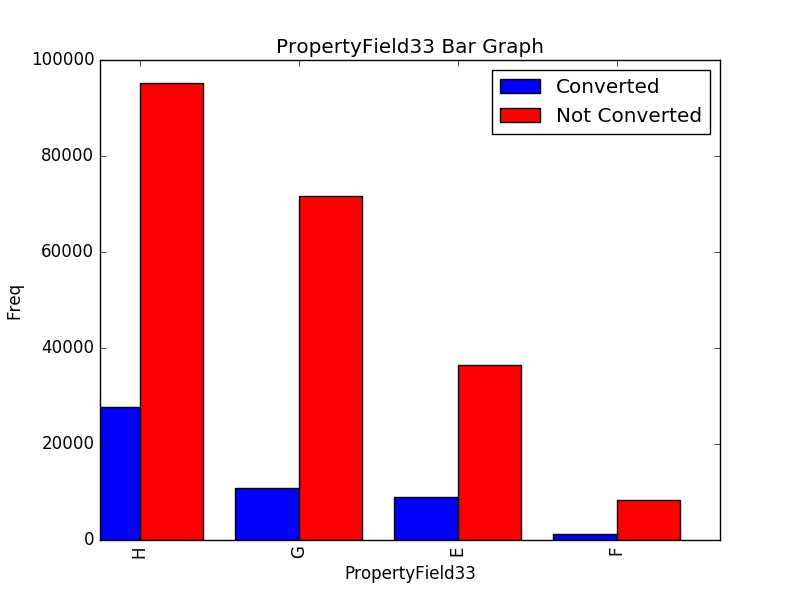 PropertyField33 Bar Graph
Converted
Not Converted
100000
80000
60000
40000
20000
0
Freq
H
G
E
F
PropertyField33